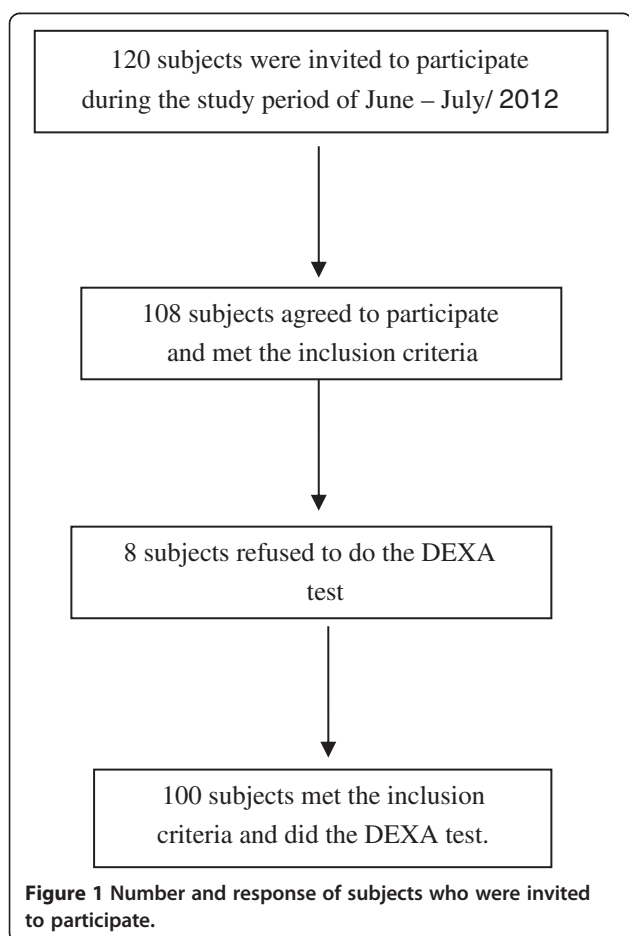 120 subjects were invited to participate
during the study period of June – July/ 2012
108 subjects agreed to participate
and met the inclusion criteria
8 subjects refused to do the DEXA
test
100 subjects met the inclusion
criteria and did the DEXA test.
Figure 1 Number and response of subjects who were invited
to participate.